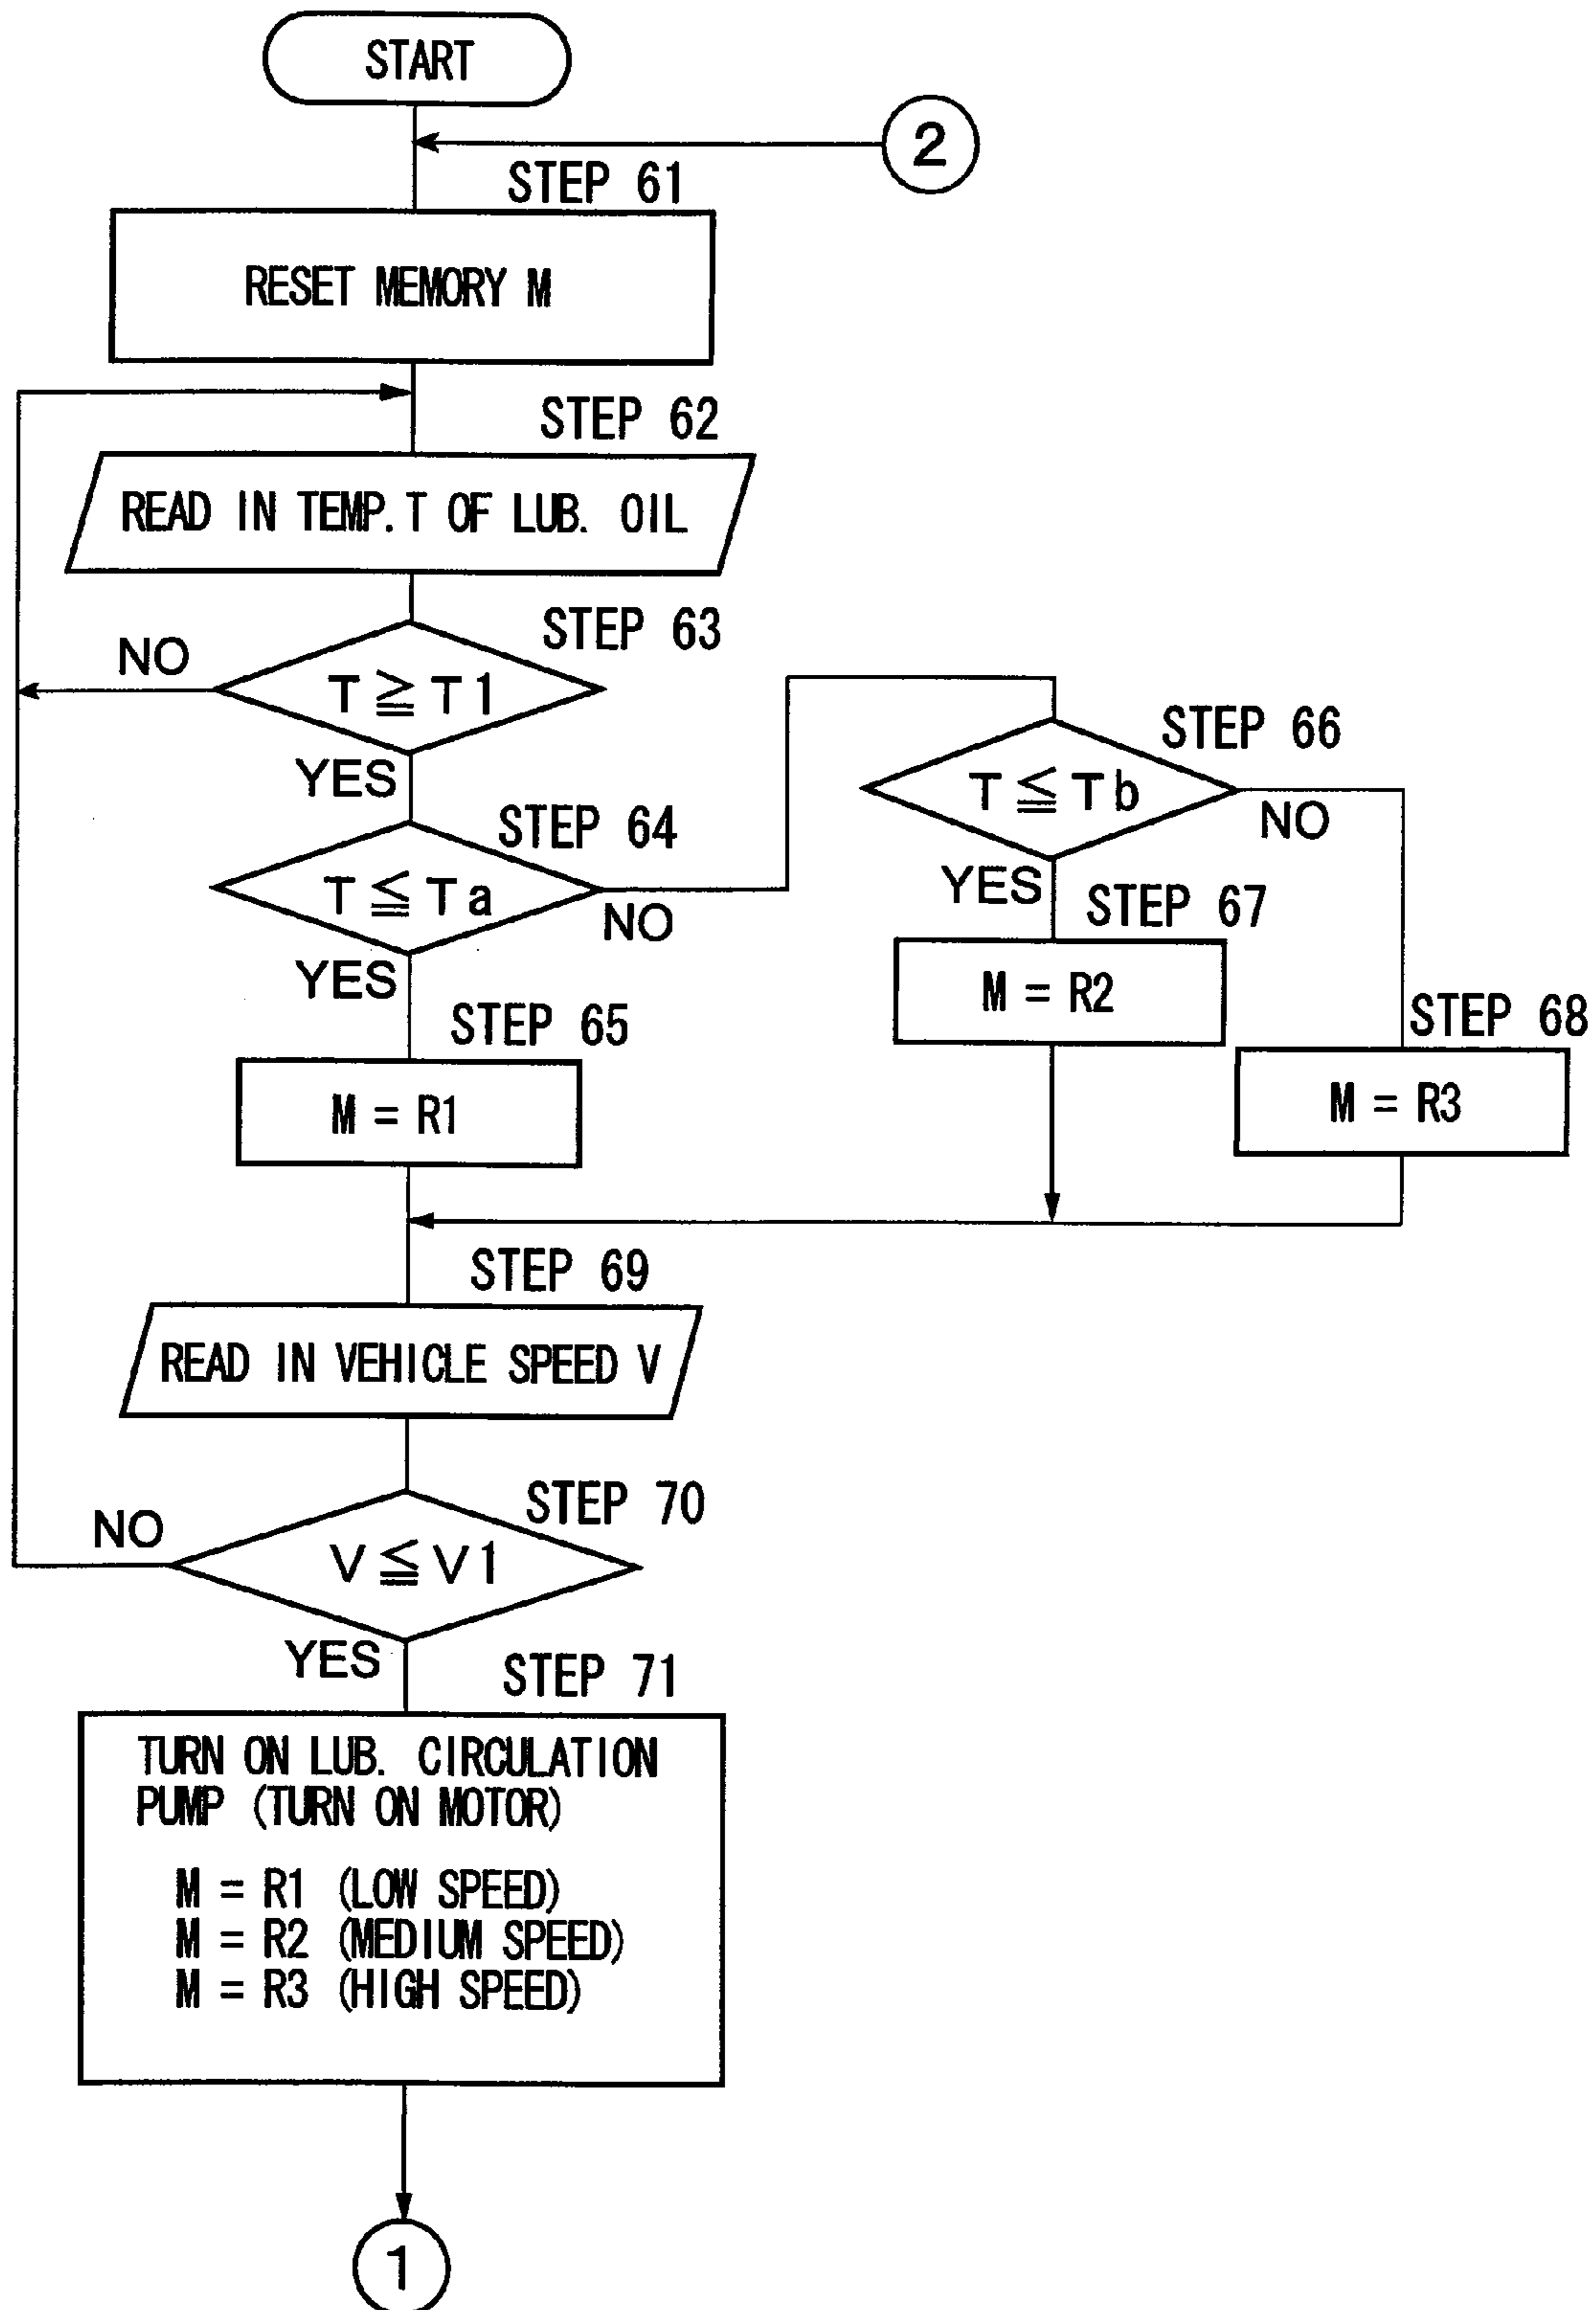 START
2
STEP 61
RESET MEMORY M
STEP 62
READ IN TEMP. T OF LUB. OIL
STEP 63
NO
T ≧ T1
YES
STEP 64
T ≦ Ta
NO
YES
STEP 65
M = R1
STEP 66
T ≦ Tb
NO
YES
STEP 67
M = R2
STEP 68
M = R3
STEP 69
READ IN VEHICLE SPEED V
STEP 70
NO
V ≦ V1
YES
STEP 71
TURN ON LUB. CIRCULATION
PUMP (TURN ON MOTOR)
M = R1 (LOW SPEED)
M = R2 (MEDIUM SPEED)
M = R3 (HIGH SPEED)
1